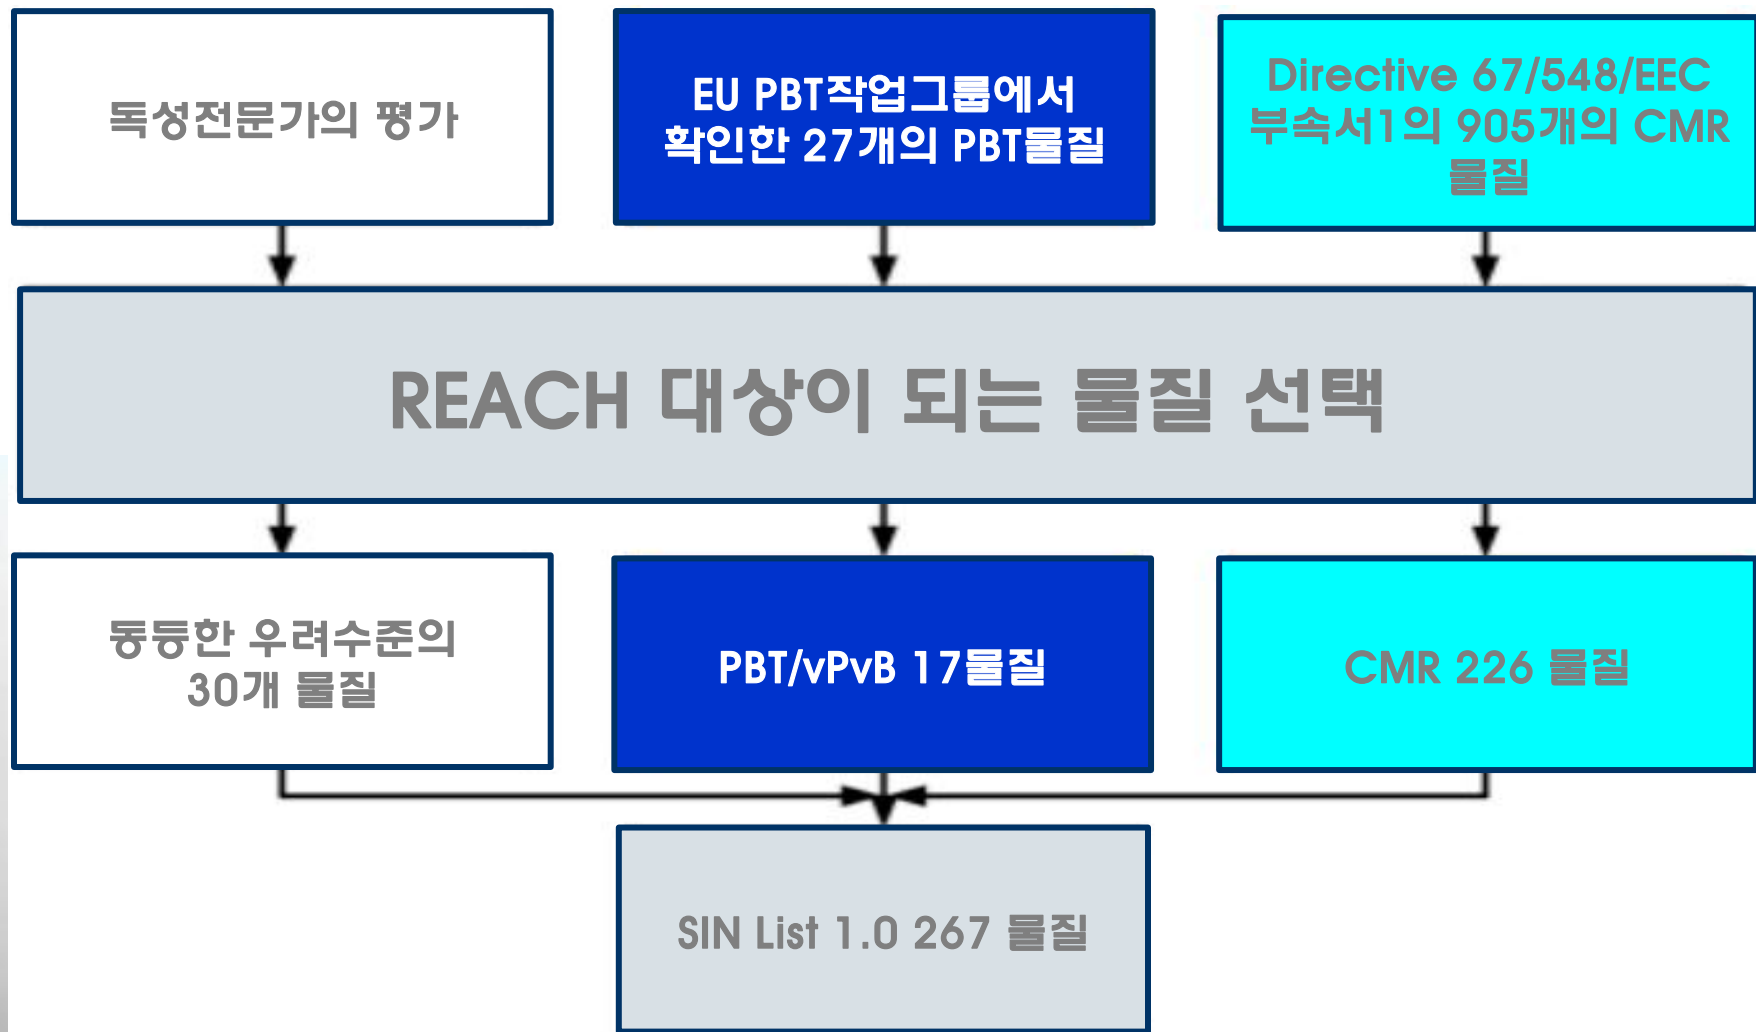 독성전문가의 평가
EU PBT작업그룹에서
확인한 27개의 PBT물질
Directive 67/548/EEC
부속서1의 905개의 CMR
물질
REACH 대상이 되는 물질 선택
동등한 우려수준의
30개 물질
PBT/vPvB 17물질
CMR 226 물질
SIN List 1.0 267 물질